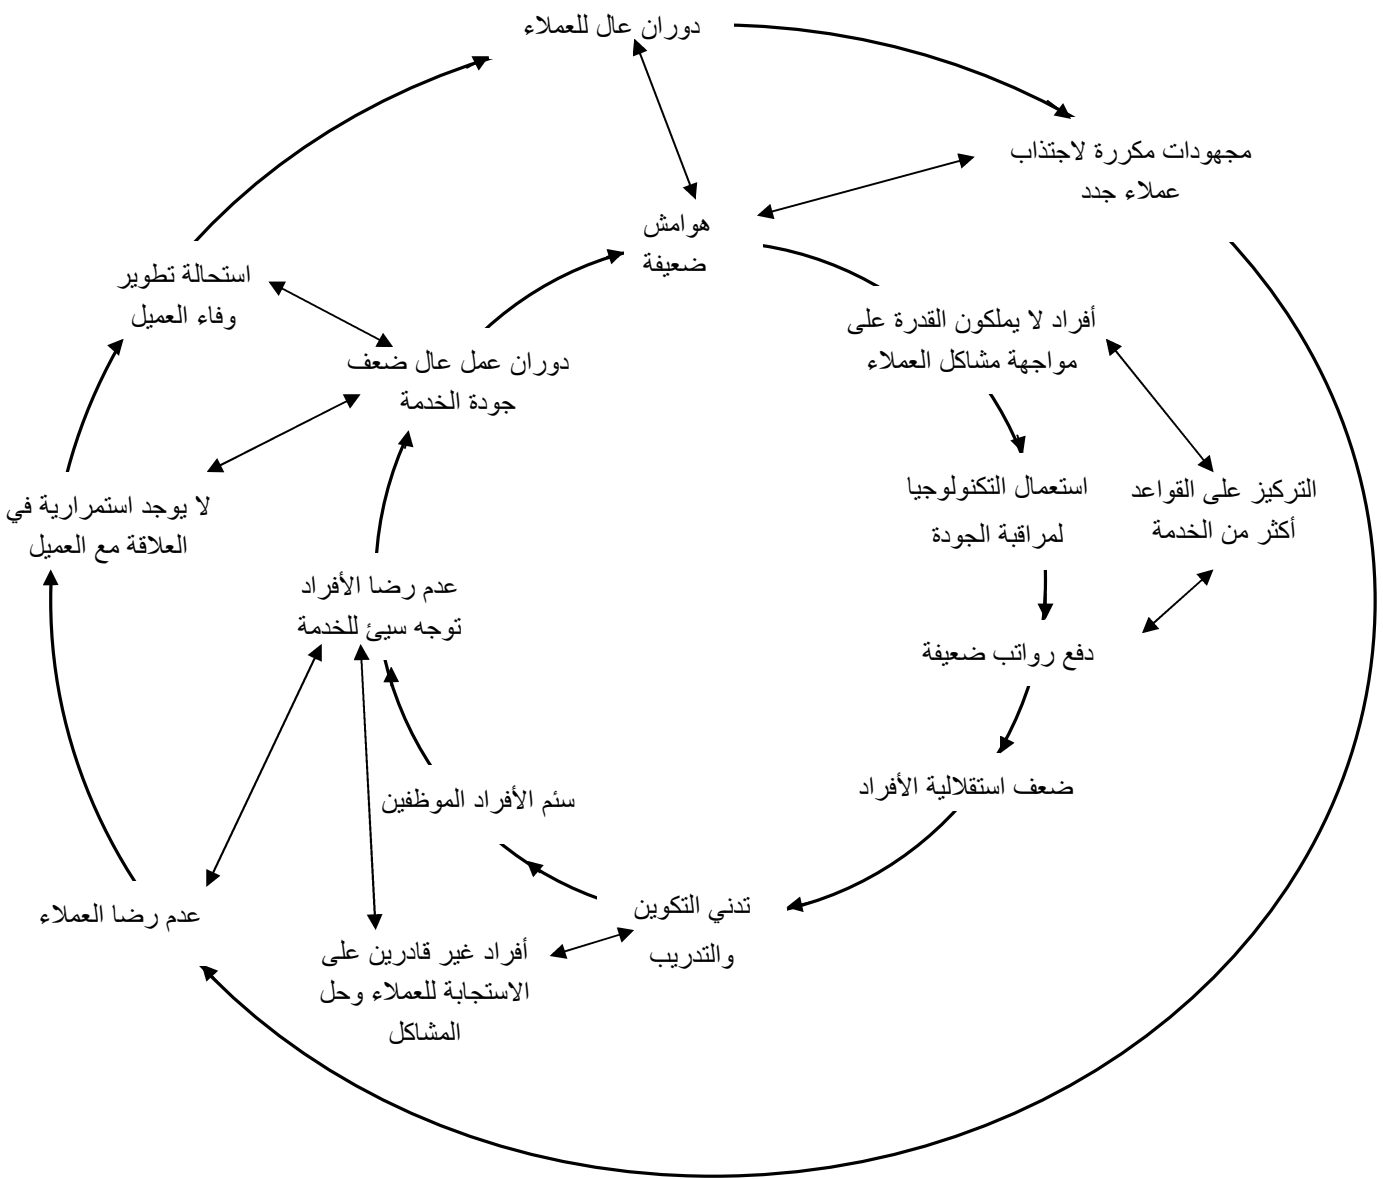 دوران عال للعملاء
مجهودات مكررة لاجتذاب
عملاء جدد
هوامش
ضعيفة
استحالة تطوير
وفاء العميل
أفراد لا يملكون القدرة على
مواجهة مشاكل العملاء
دوران عمل عال ضعف
جودة الخدمة
التركيز على القواعد
أكثر من الخدمة
استعمال التكنولوجيا
لمراقبة الجودة
لا يوجد استمرارية في
العلاقة مع العميل
عدم رضا الأفراد
توجه سيئ للخدمة
دفع رواتب ضعيفة
ضعف استقلالية الأفراد
سئم الأفراد الموظفين
تدني التكوين
والتدريب
عدم رضا العملاء
أفراد غير قادرين على
الاستجابة للعملاء وحل
المشاكل